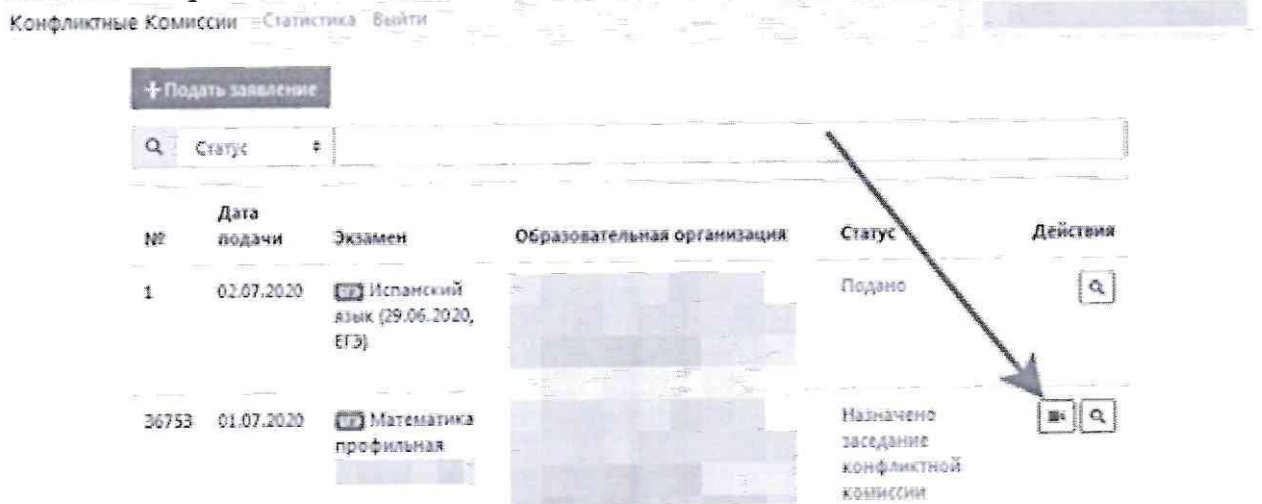 Конфликтные Комиссии Статистика Выйти
+ Подать заявление
Статус
№ Дата подачи Экзамен Образовательная организация Статус Действия
1 02.07.2020 Испанский Подано
язык (29.06.2020,
ЕГЭ)
36753 01.07.2020 Математика Назначено
профильная заседание
конфликтной
комиссии